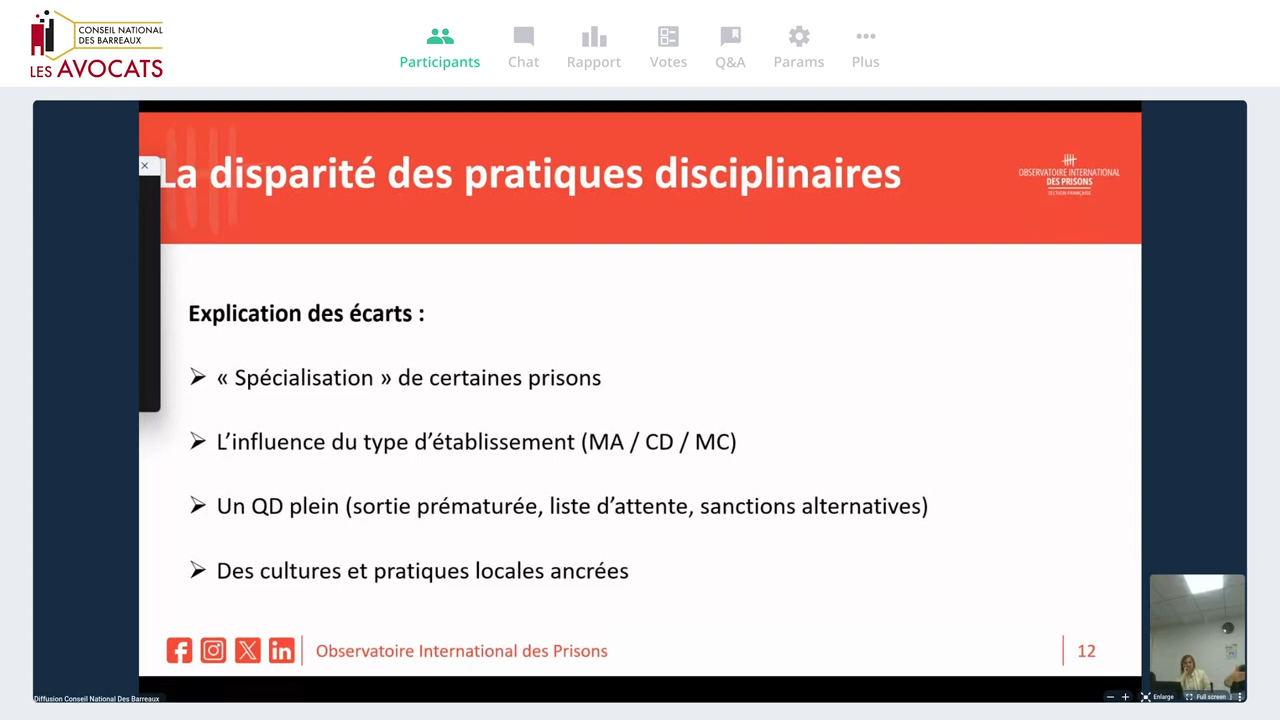 CONSEIL NATIONAL
DES BARREAUX
LES AVOCATS
Participants
Chat
Rapport
Votes
Q&A
Params
Plus
La disparité des pratiques disciplinaires
OBSERVATOIRE INTERNATIONAL
DES PRISONS
SECTION FRANÇAISE
Explication des écarts :
➢ « Spécialisation » de certaines prisons
➢ L’influence du type d’établissement (MA / CD / MC)
➢ Un QD plein (sortie prématurée, liste d’attente, sanctions alternatives)
➢ Des cultures et pratiques locales ancrées
Observatoire International des Prisons
12
Diffusion Conseil National Des Barreaux
Enlarge
Full screen